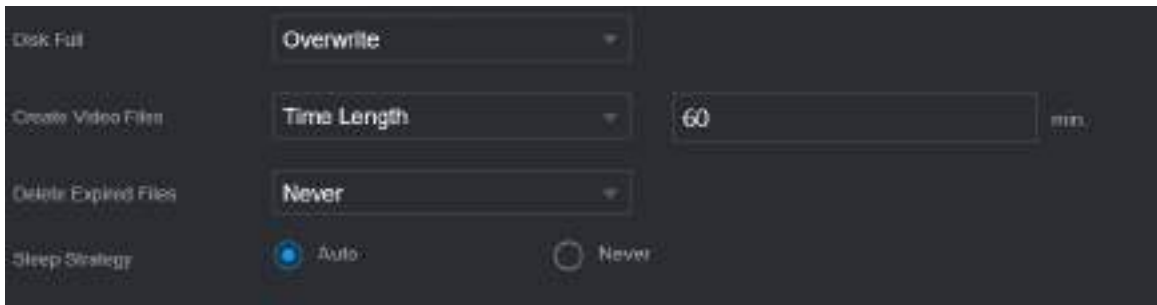 Disk Full Overwrite
Create Video Files Time Length 60 min.
Delete Expired Files Never
Sleep Strategy Auto Never